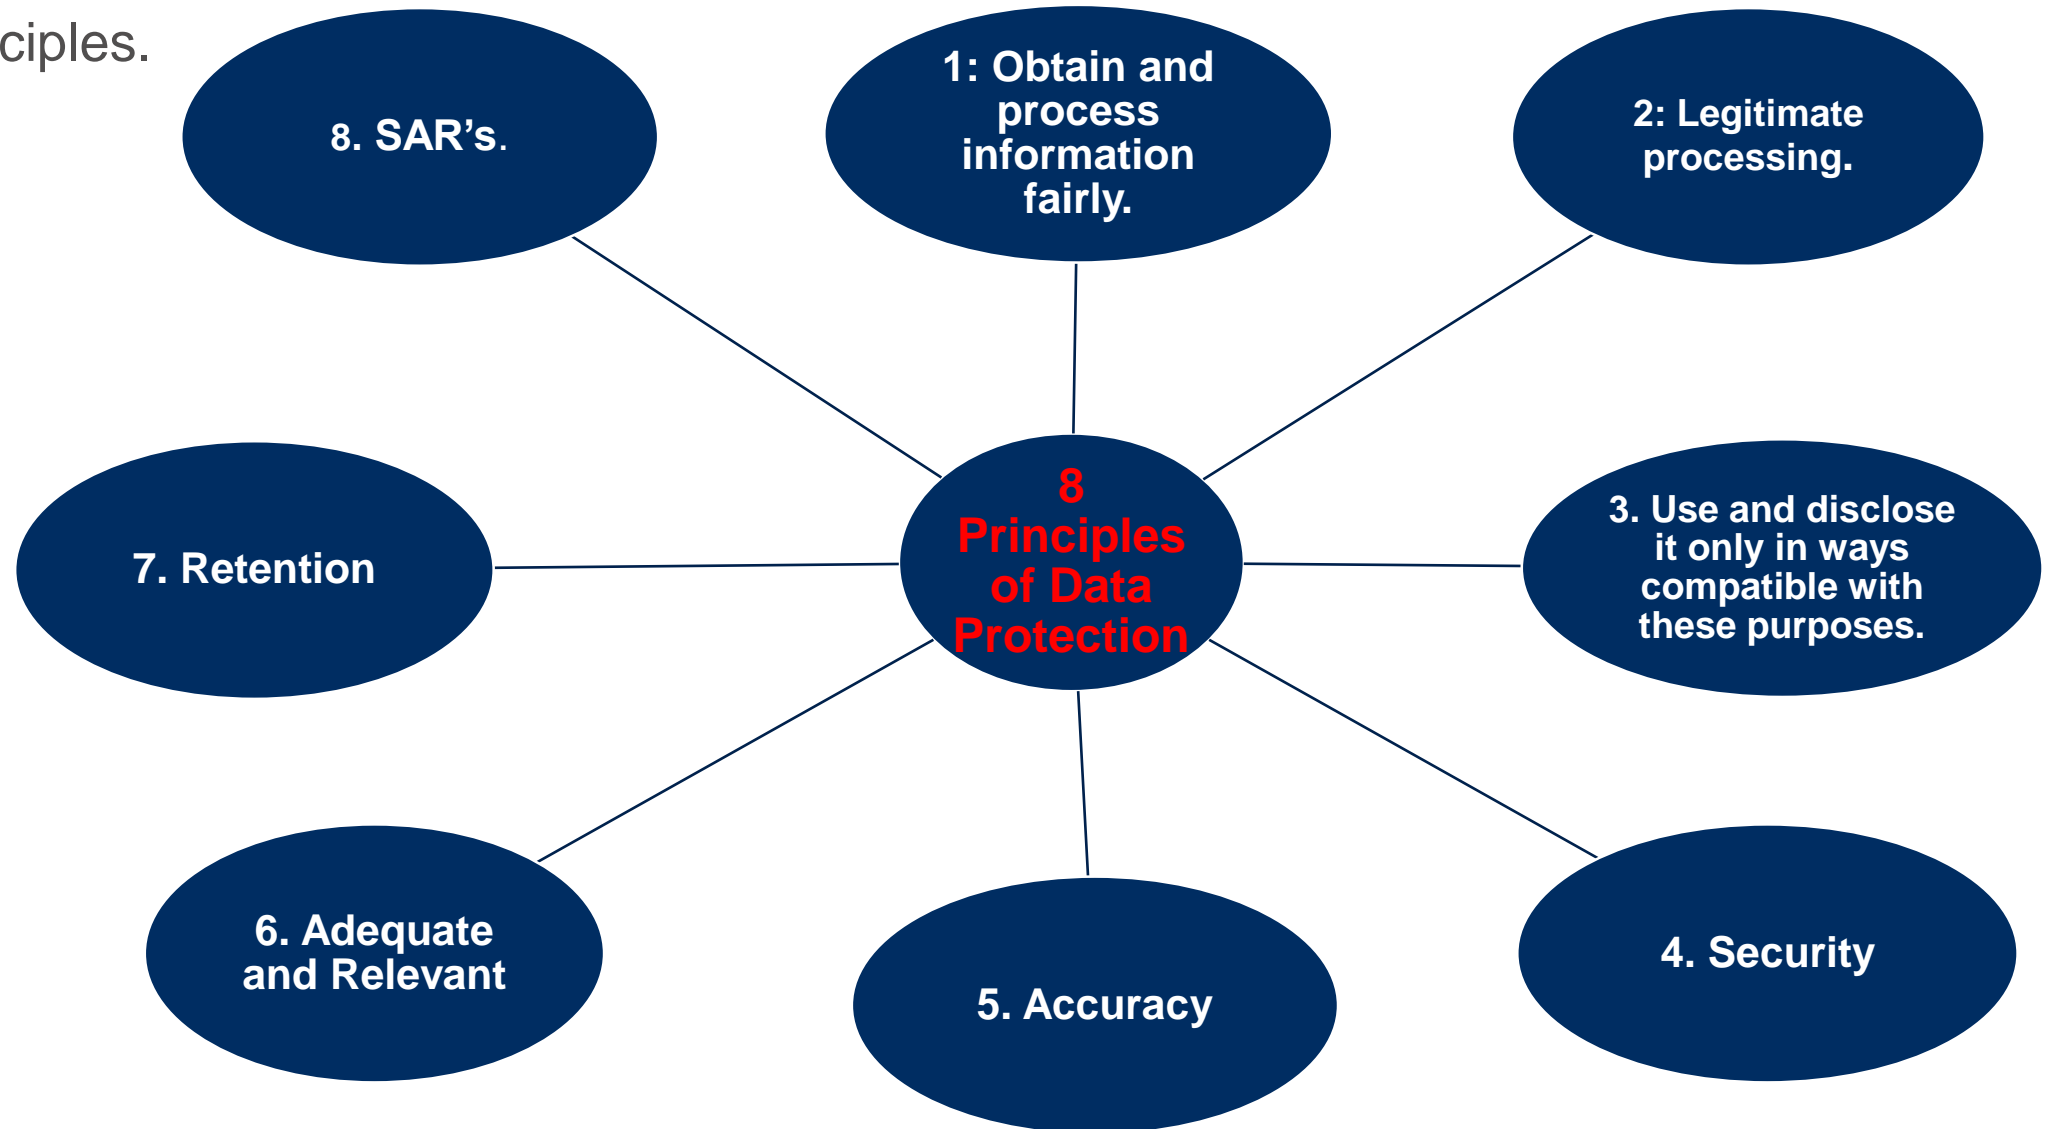 ciples.
8. SAR’s.
1: Obtain and
process
information
fairly.
2: Legitimate
processing.
8
Principles
of Data
Protection
7. Retention
3. Use and disclose
it only in ways
compatible with
these purposes.
6. Adequate
and Relevant
5. Accuracy
4. Security